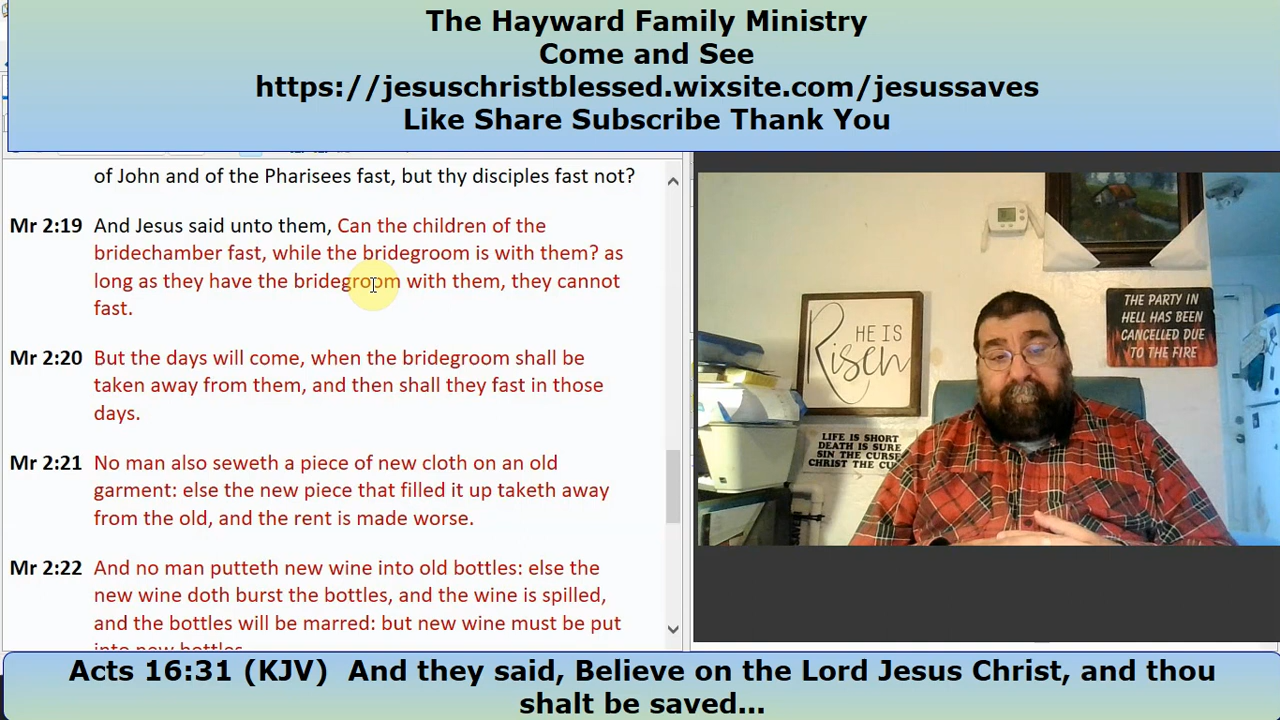 The Hayward Family Ministry
Come and See
https://jesuschristblessed.wixsite.com/jesussaves
Like Share Subscribe Thank You
of John and of the Pharisees fast, but thy disciples fast not?
Mr 2:19 And Jesus said unto them, Can the children of the
bridechamber fast, while the bridegroom is with them? as
long as they have the bridegroom with them, they cannot
fast.
Mr 2:20 But the days will come, when the bridegroom shall be
taken away from them, and then shall they fast in those
days.
Mr 2:21 No man also seweth a piece of new cloth on an old
garment: else the new piece that filled it up taketh away
from the old, and the rent is made worse.
Mr 2:22 And no man putteth new wine into old bottles: else the
new wine doth burst the bottles, and the wine is spilled,
and the bottles will be marred: but new wine must be put
into new bottles
HE IS
Risen
THE PARTY IN
HELL HAS BEEN
CANCELLED DUE
TO THE FIRE
LIFE IS SHORT
DEATH IS SURE
SIN THE CURSE
CHRIST THE CU
Acts 16:31 (KJV) And they said, Believe on the Lord Jesus Christ, and thou
shalt be saved...